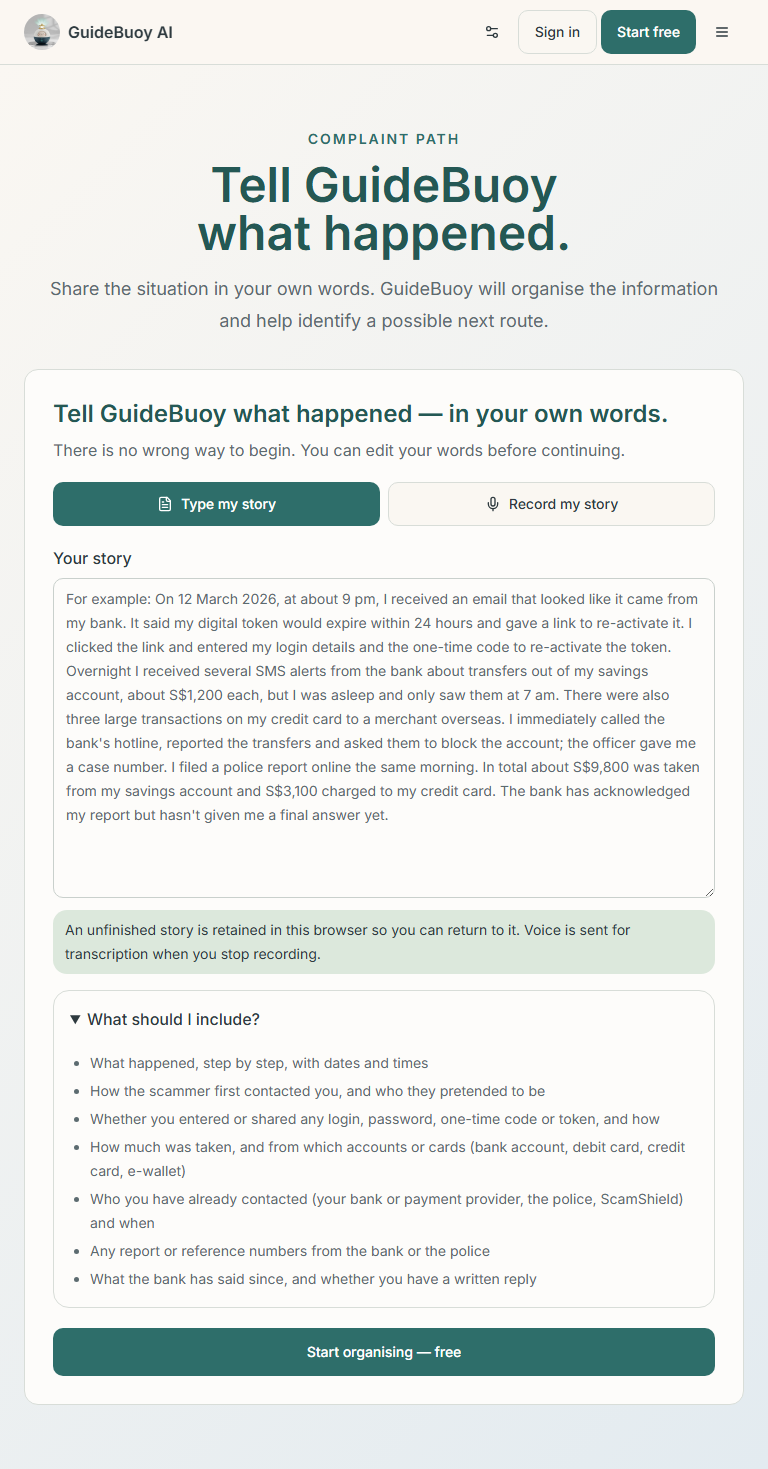 GuideBuoy AI
Sign in
Start free
COMPLAINT PATH
Tell GuideBuoy
what happened.
Share the situation in your own words. GuideBuoy will organise the information
and help identify a possible next route.
Tell GuideBuoy what happened — in your own words.
There is no wrong way to begin. You can edit your words before continuing.
Type my story
Record my story
Your story
For example: On 12 March 2026, at about 9 pm, I received an email that looked like it came from
my bank. It said my digital token would expire within 24 hours and gave a link to re-activate it. I
clicked the link and entered my login details and the one-time code to re-activate the token.
Overnight I received several SMS alerts from the bank about transfers out of my savings
account, about S$1,200 each, but I was asleep and only saw them at 7 am. There were also
three large transactions on my credit card to a merchant overseas. I immediately called the
bank's hotline, reported the transfers and asked them to block the account; the officer gave me
a case number. I filed a police report online the same morning. In total about S$9,800 was taken
from my savings account and S$3,100 charged to my credit card. The bank has acknowledged
my report but hasn't given me a final answer yet.
An unfinished story is retained in this browser so you can return to it. Voice is sent for
transcription when you stop recording.
What should I include?
What happened, step by step, with dates and times
How the scammer first contacted you, and who they pretended to be
Whether you entered or shared any login, password, one-time code or token, and how
How much was taken, and from which accounts or cards (bank account, debit card, credit
card, e-wallet)
Who you have already contacted (your bank or payment provider, the police, ScamShield)
and when
Any report or reference numbers from the bank or the police
What the bank has said since, and whether you have a written reply
Start organising — free